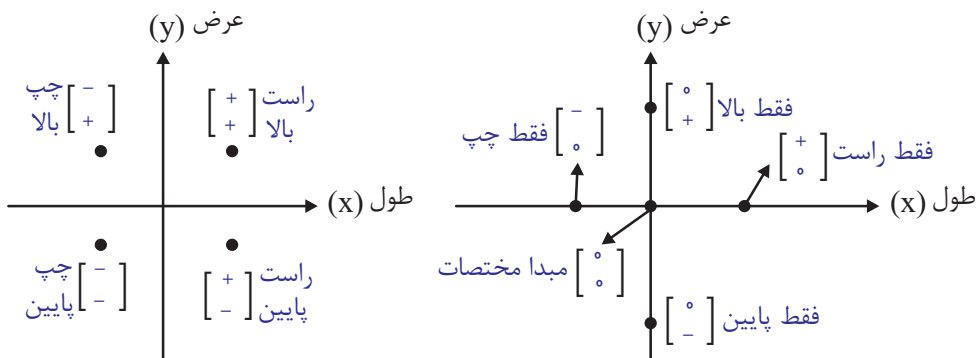 عرض (y)
چپ [ − + ] بالا
راست [ + + ] بالا
طول (x)
چپ [ − − ] پایین
راست [ + − ] پایین
عرض (y)
فقط بالا [ ° + ]
فقط چپ [ − ° ]
فقط راست [ + ° ]
طول (x)
مبدا مختصات [ ° ° ]
فقط پایین [ ° − ]